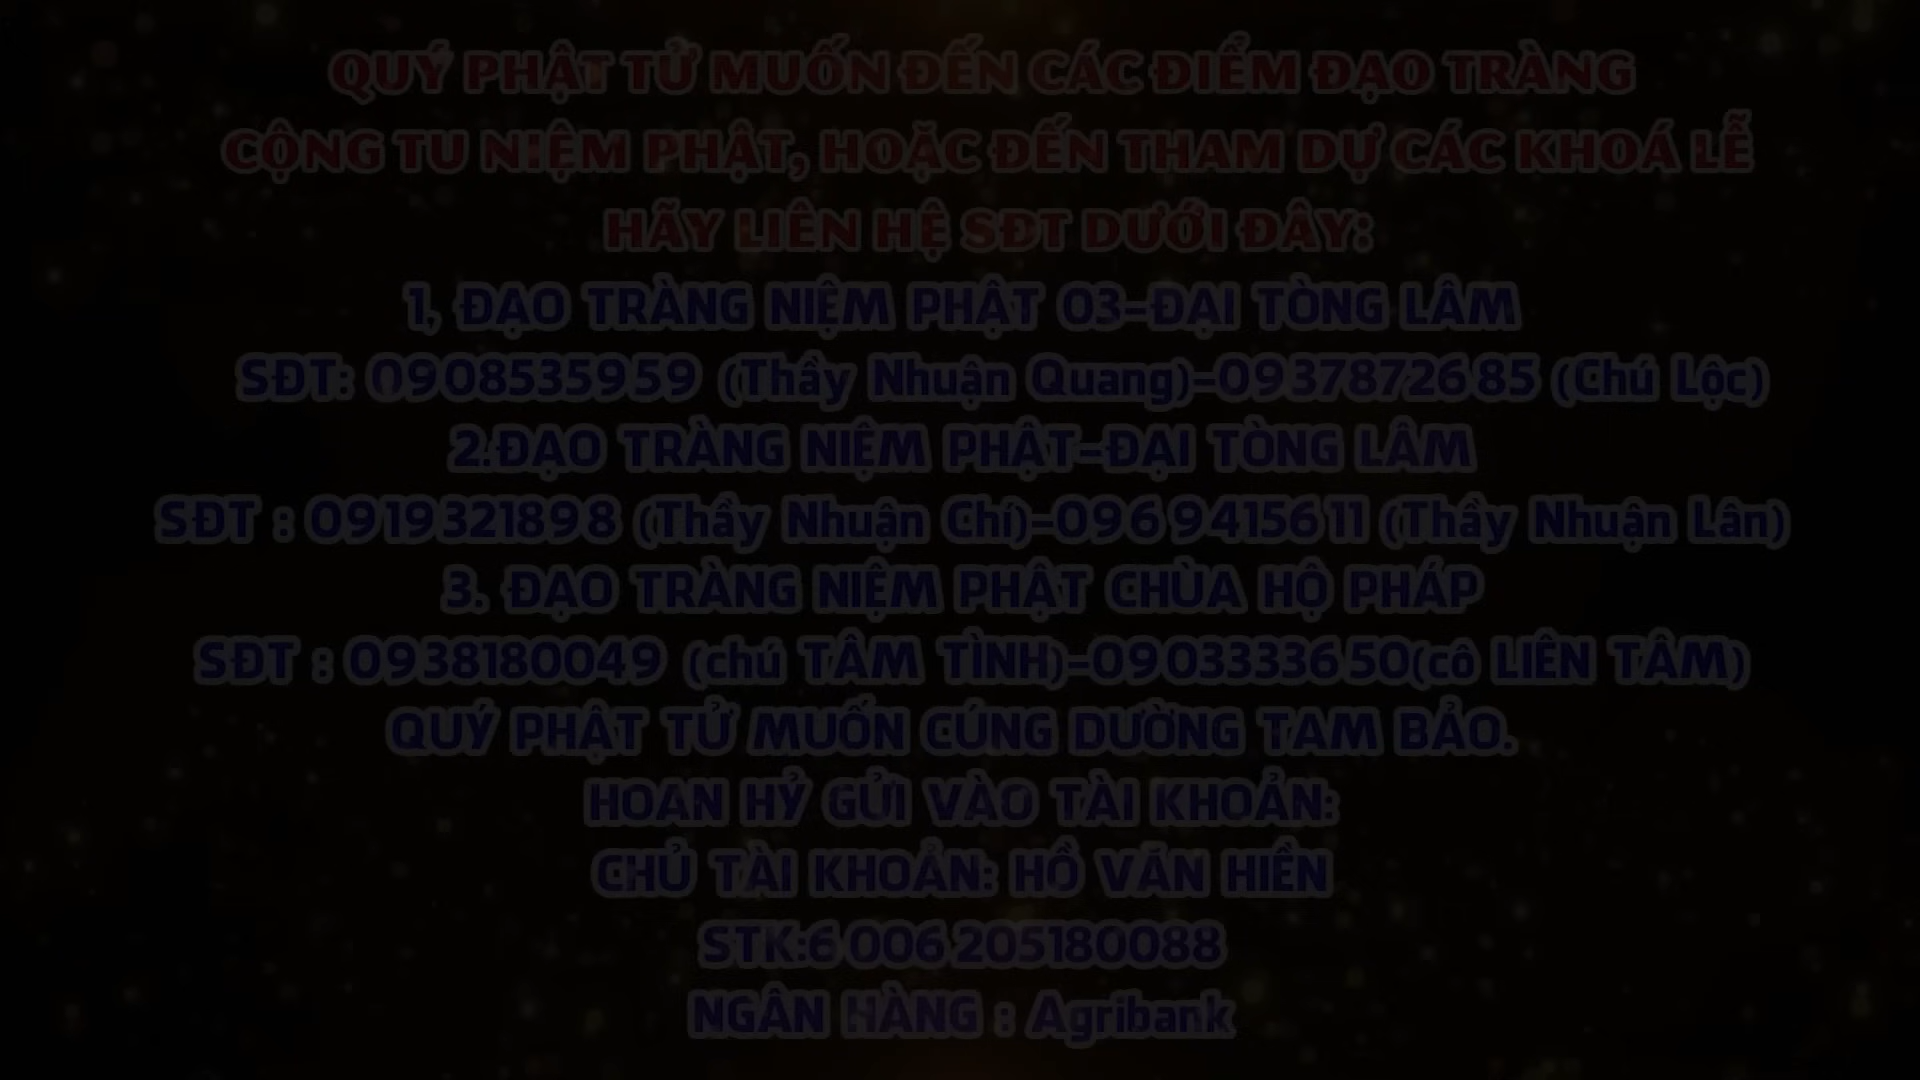 QUÝ PHẬT TỬ MUỐN ĐẾN CÁC ĐIỂM ĐẠO TRÀNG
CỘNG TU NIỆM PHẬT, HOẶC ĐẾN THAM DỰ CÁC KHOÁ LỄ
HÃY LIÊN HỆ SĐT DƯỚI ĐÂY:
1, ĐẠO TRÀNG NIỆM PHẬT 03-ĐẠI TÒNG LÂM
SĐT: 0908535959 (Thầy Nhuận Quang)-0937872685 (Chú Lộc)
2.ĐẠO TRÀNG NIỆM PHẬT-ĐẠI TÒNG LÂM
SĐT : 0919321898 (Thầy Nhuận Chí)-0969415611 (Thầy Nhuận Lân)
3. ĐẠO TRÀNG NIỆM PHẬT CHÙA HỘ PHÁP
SĐT : 0938180049 (chú TÂM TÌNH)-0903333650(cô LIÊN TÂM)
QUÝ PHẬT TỬ MUỐN CÚNG DƯỜNG TAM BẢO.
HOAN HỶ GỬI VÀO TÀI KHOẢN:
CHỦ TÀI KHOẢN: HỒ VĂN HIỀN
STK:6006205180088
NGÂN HÀNG : Agribank